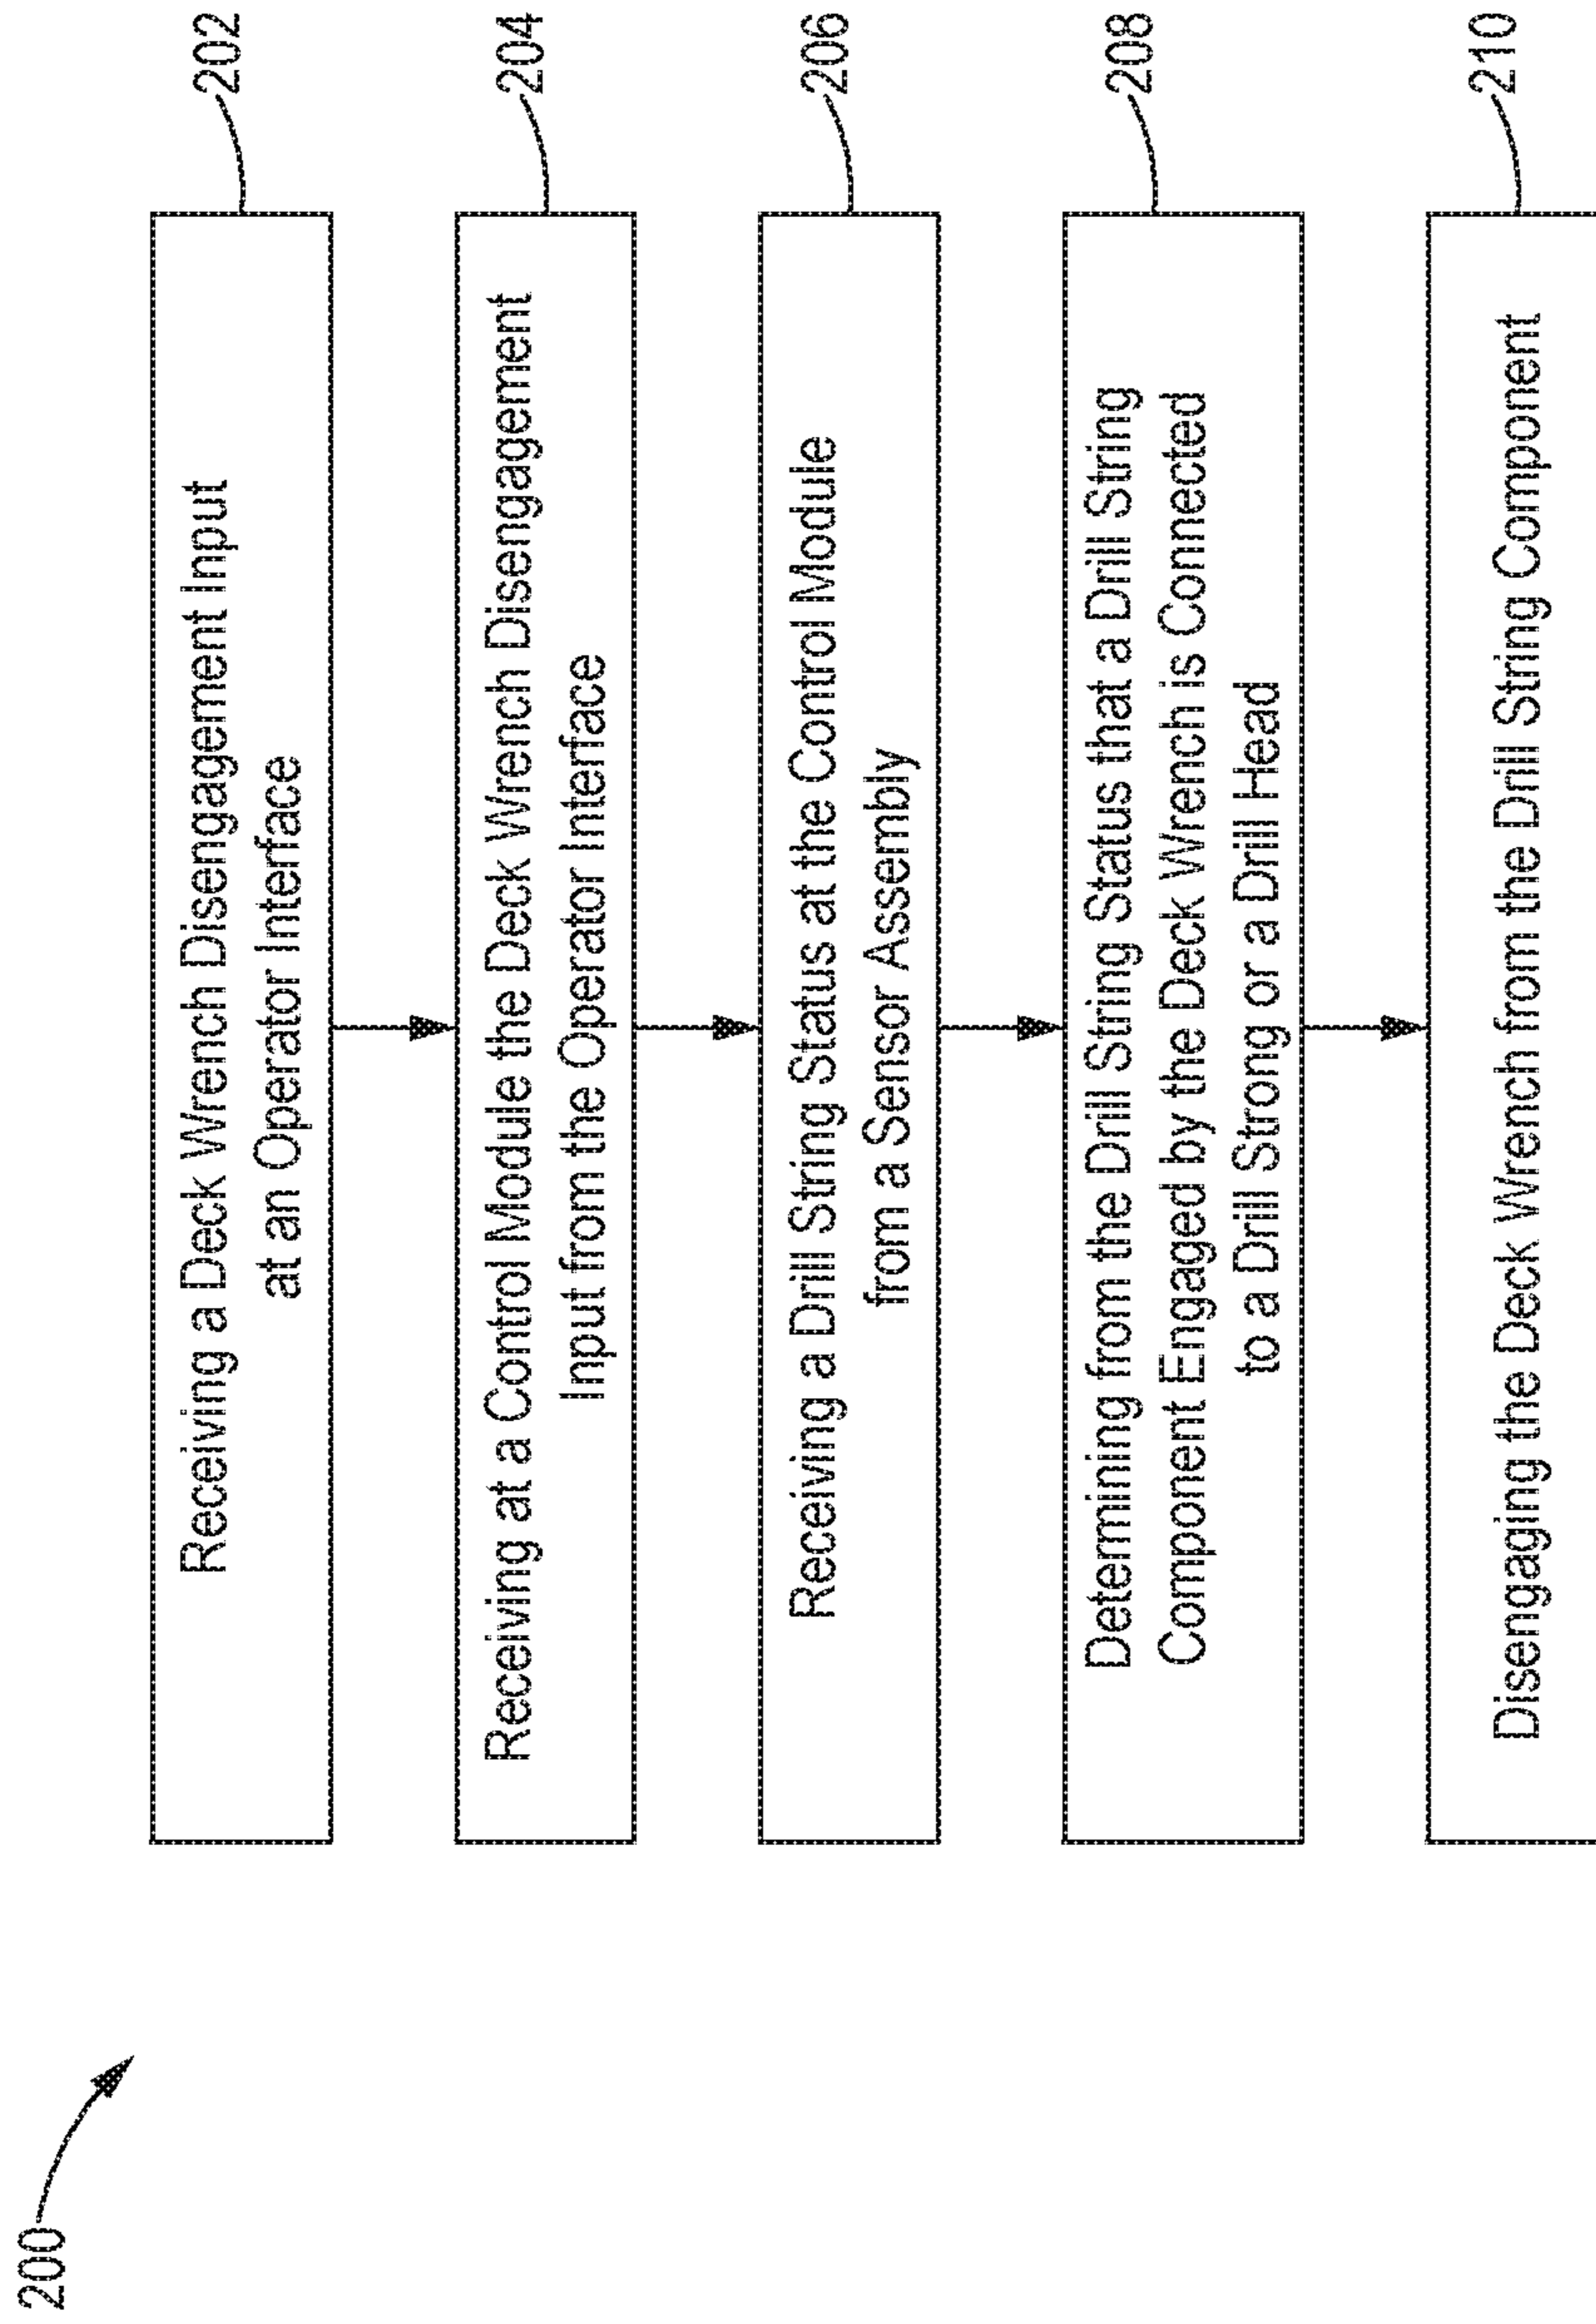 200
Receiving a Deck Wrench Disengagement Input
at an Operator Interface
202
Receiving at a Control Module the Deck Wrench Disengagement
Input from the Operator Interface
204
Receiving a Drill String Status at the Control Module
from a Sensor Assembly
206
Determining from the Drill String Status that a Drill String
Component Engaged by the Deck Wrench is Connected
to a Drill Strong or a Drill Head
208
Disengaging the Deck Wrench from the Drill String Component
210